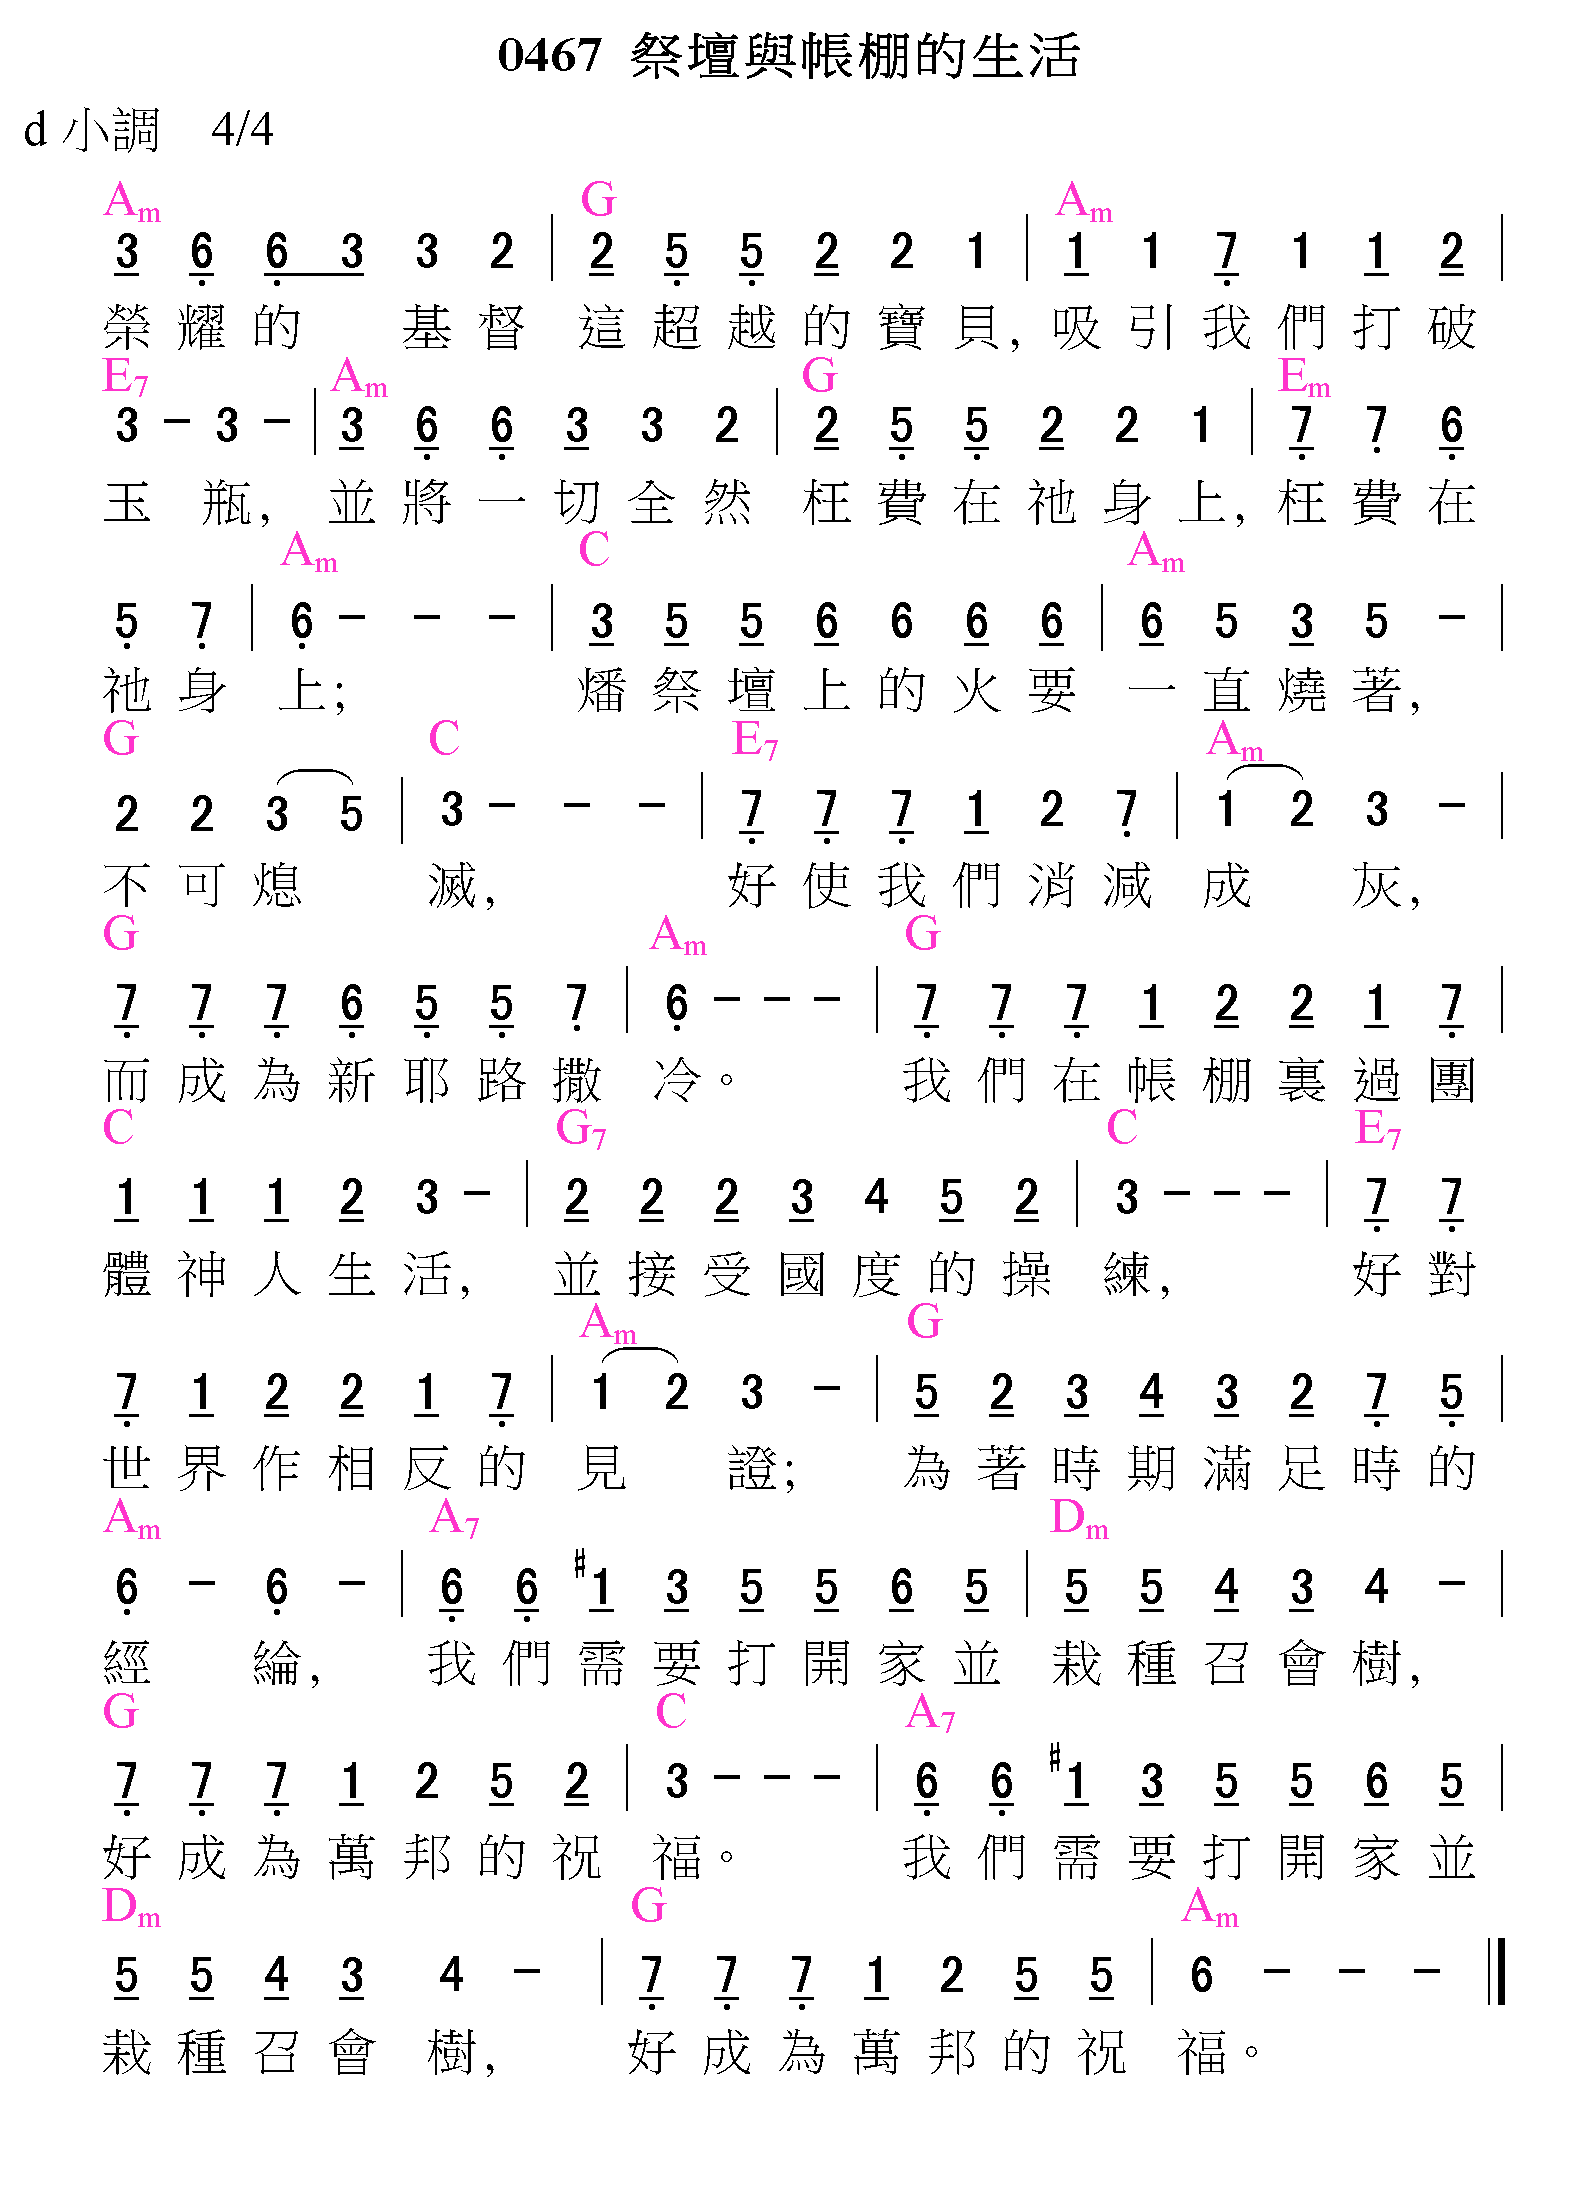 0467 祭壇與帳棚的生活
d 小調 4/4
Am G Am
3 6 6 3 3 2 | 2 5 5 2 2 1 | 1 1 7 1 1 2 |
榮耀的 基督 這超越的寶貝, 吸引我們打破
E7 Am G Em
3 - 3 - | 3 6 6 3 3 2 | 2 5 5 2 2 1 | 7 7 6
玉 瓶, 並將一切全然 枉費在祂身上, 枉費在
Am C Am
5 7 | 6 - - - | 3 5 5 6 6 6 6 | 6 5 3 5 - |
祂身 上; 燔祭壇上的火要 一直燒著,
G C E7 Am
2 2 3 5 | 3 - - - | 7 7 7 1 2 7 | 1 2 3 - |
不可熄 滅, 好使我們消減 成 灰,
G Am G
7 7 7 6 5 5 7 | 6 - - - | 7 7 7 1 2 2 1 7 |
而成為新耶路撒 冷。 我們在帳棚裏過團
C G7 C E7
1 1 1 2 3 - | 2 2 2 3 4 5 2 | 3 - - - | 7 7
體神人生活, 並接受國度的操 練, 好對
Am G
7 1 2 2 1 7 | 1 2 3 - | 5 2 3 4 3 2 7 5 |
世界作相反的 見 證; 為著時期滿足時的
Am A7 Dm
6 - 6 - | 6 6 #1 3 5 5 6 5 | 5 5 4 3 4 - |
經 綸, 我們需要打開家並 栽種召會樹,
G C A7
7 7 7 1 2 5 2 | 3 - - - | 6 6 #1 3 5 5 6 5 |
好成為萬邦的祝 福。 我們需要打開家並
Dm G Am
5 5 4 3 4 - | 7 7 7 1 2 5 5 | 6 - - - ‖
栽種召會 樹, 好成為萬邦的祝 福。